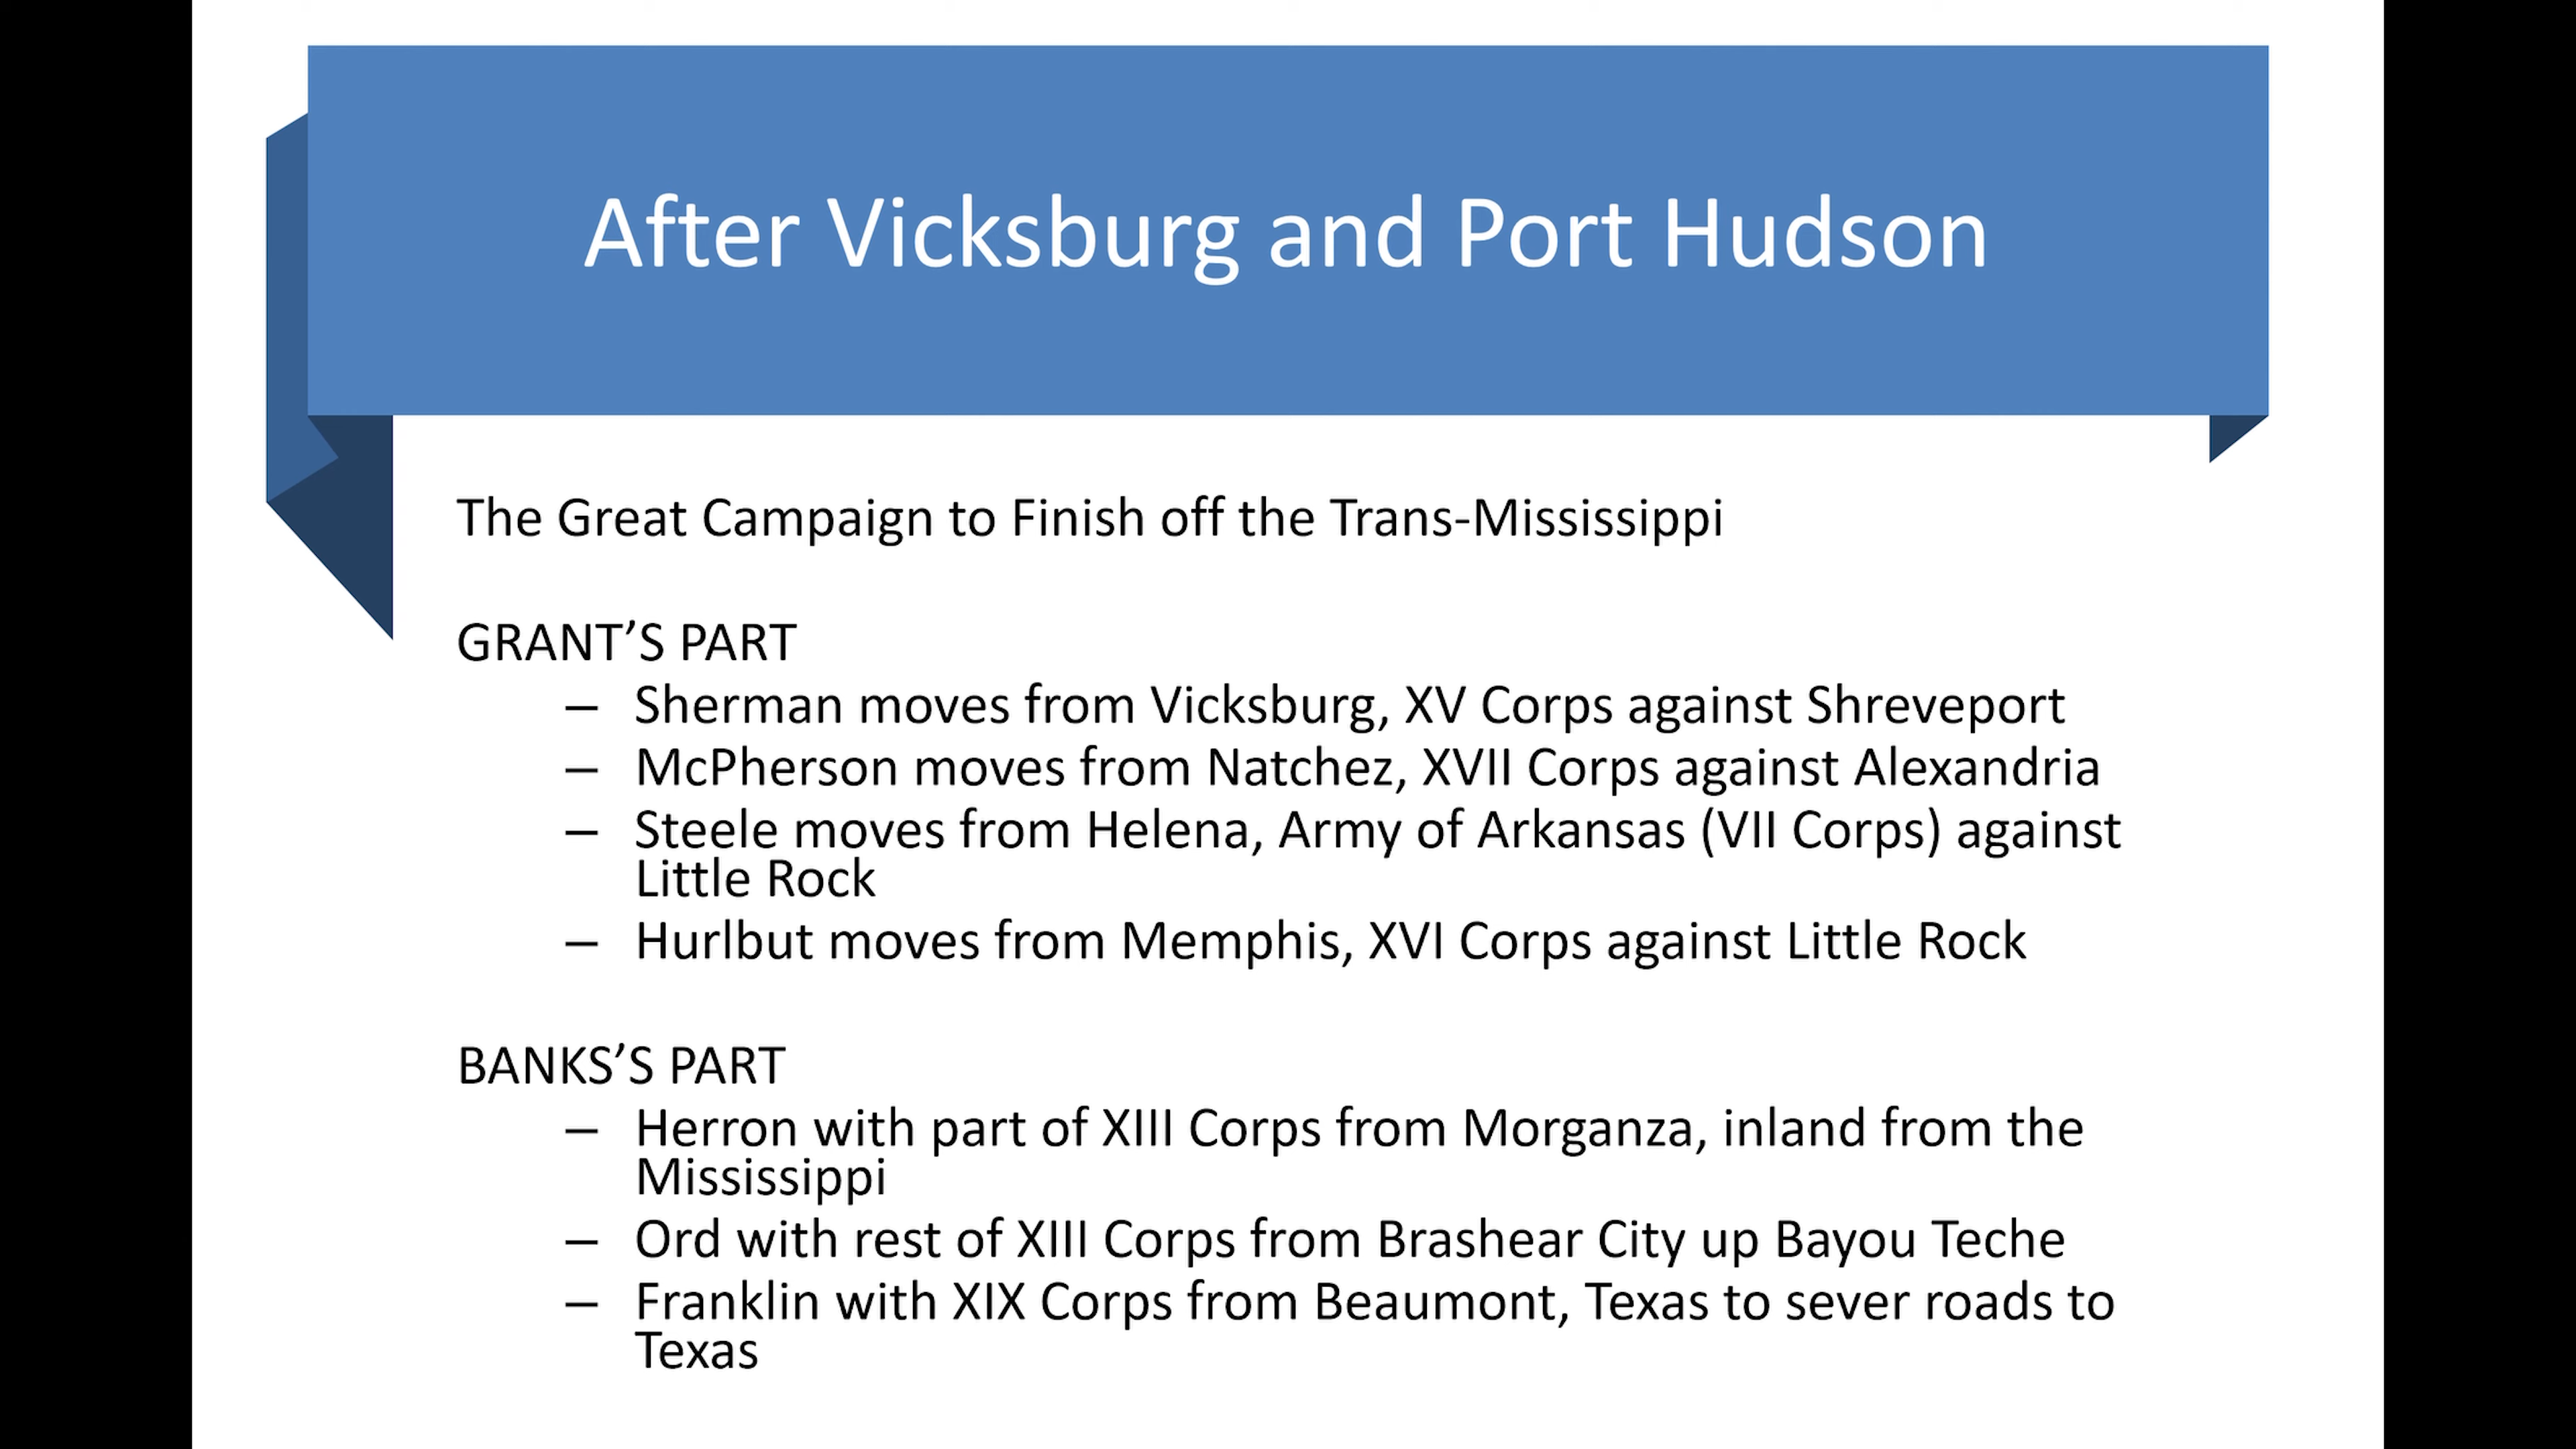 After Vicksburg and Port Hudson
The Great Campaign to Finish off the Trans-Mississippi
GRANT’S PART
– Sherman moves from Vicksburg, XV Corps against Shreveport
– McPherson moves from Natchez, XVII Corps against Alexandria
– Steele moves from Helena, Army of Arkansas (VII Corps) against
Little Rock
– Hurlbut moves from Memphis, XVI Corps against Little Rock
BANKS’S PART
– Herron with part of XIII Corps from Morganza, inland from the
Mississippi
– Ord with rest of XIII Corps from Brashear City up Bayou Teche
– Franklin with XIX Corps from Beaumont, Texas to sever roads to
Texas